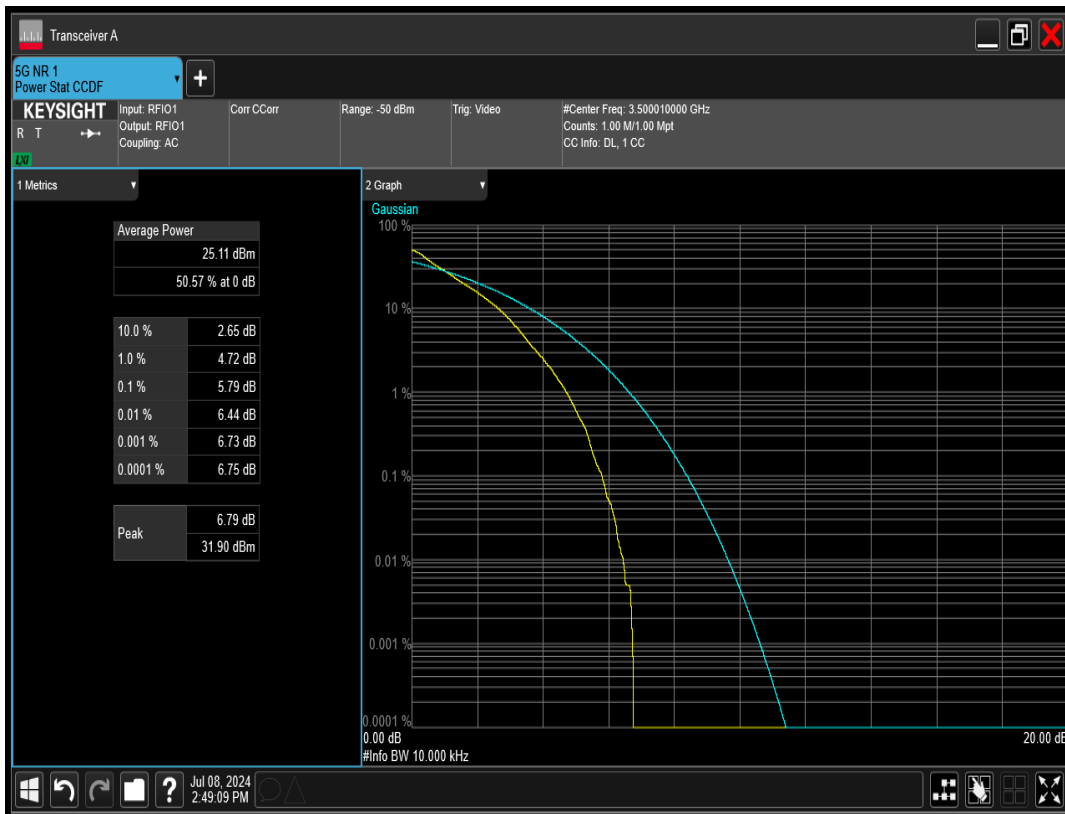 Transceiver A
5G NR 1
Power Stat CCDF
+
KEYSIGHT
R T
LXI
Input: RFIO1
Output: RFIO1
Coupling: AC
Corr CCorr
Range: -50 dBm
Trig: Video
#Center Freq: 3.500010000 GHz
Counts: 1.00 M/1.00 Mpt
CC Info: DL, 1 CC
1 Metrics
Average Power
25.11 dBm
50.57 % at 0 dB
10.0 % 2.65 dB
1.0 % 4.72 dB
0.1 % 5.79 dB
0.01 % 6.44 dB
0.001 % 6.73 dB
0.0001 % 6.75 dB
Peak
6.79 dB
31.90 dBm
2 Graph
Gaussian
100 %
10 %
1 %
0.1 %
0.01 %
0.001 %
0.0001 %
0.00 dB 20.00 dB
#Info BW 10.000 kHz
?
Jul 08, 2024
2:49:09 PM